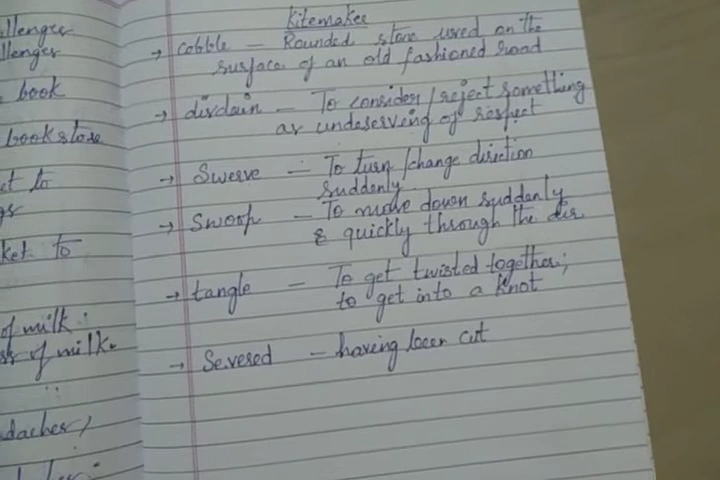 llenger
llenger
book
bookstore
et to
gs
ket to
of milk.
of milk.
daches,
Kitemaker
→ cobble — Rounded stone used on the
surface of an old fashioned road
→ disdain — To consider/reject something
as undeserving of respect
→ Swerve — To turn/change direction
suddenly
→ Swoop — To move down suddenly
& quickly through the air
→ tangle — To get twisted together;
to get into a knot
→ Severed — having been cut